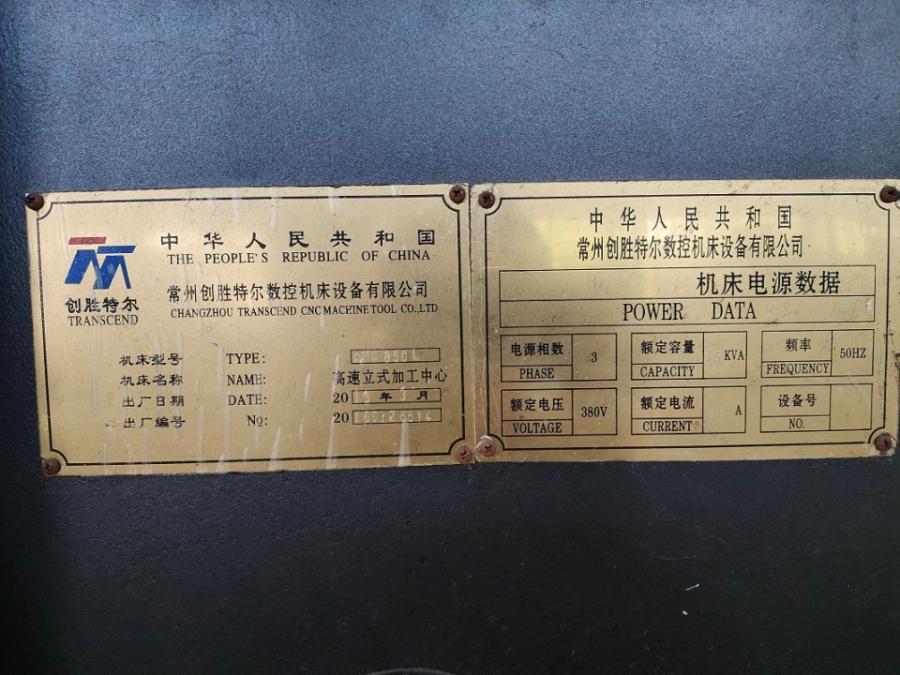 创胜特尔
TRANSCEND
中华人民共和国
THE PEOPLE'S REPUBLIC OF CHINA
常州创胜特尔数控机床设备有限公司
CHANGZHOU TRANSCEND CNC MACHINE TOOL CO.,LTD
机床型号 TYPE:
机床名称 NAME: 高速立式加工中心
出厂日期 DATE: 20 年 月
出厂编号 No: 20
中华人民共和国
常州创胜特尔数控机床设备有限公司
机床电源数据
POWER DATA
电源相数 3 额定容量 KVA 频率 50HZ
PHASE CAPACITY FREQUENCY
额定电压 380V 额定电流 A 设备号
VOLTAGE CURRENT NO.